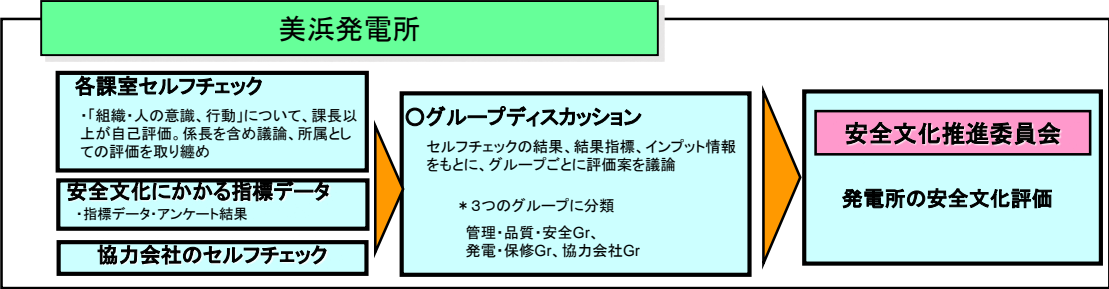 美浜発電所
各課室セルフチェック
・「組織・人の意識、行動」について、課長以
上が自己評価。係長を含め議論、所属とし
ての評価を取り纏め
安全文化にかかる指標データ
・指標データ・アンケート結果
協力会社のセルフチェック
〇グループディスカッション
セルフチェックの結果、結果指標、インプット情報
をもとに、グループごとに評価案を議論
＊３つのグループに分類
管理・品質・安全Gr、
発電・保修Gr、協力会社Gr
安全文化推進委員会
発電所の安全文化評価